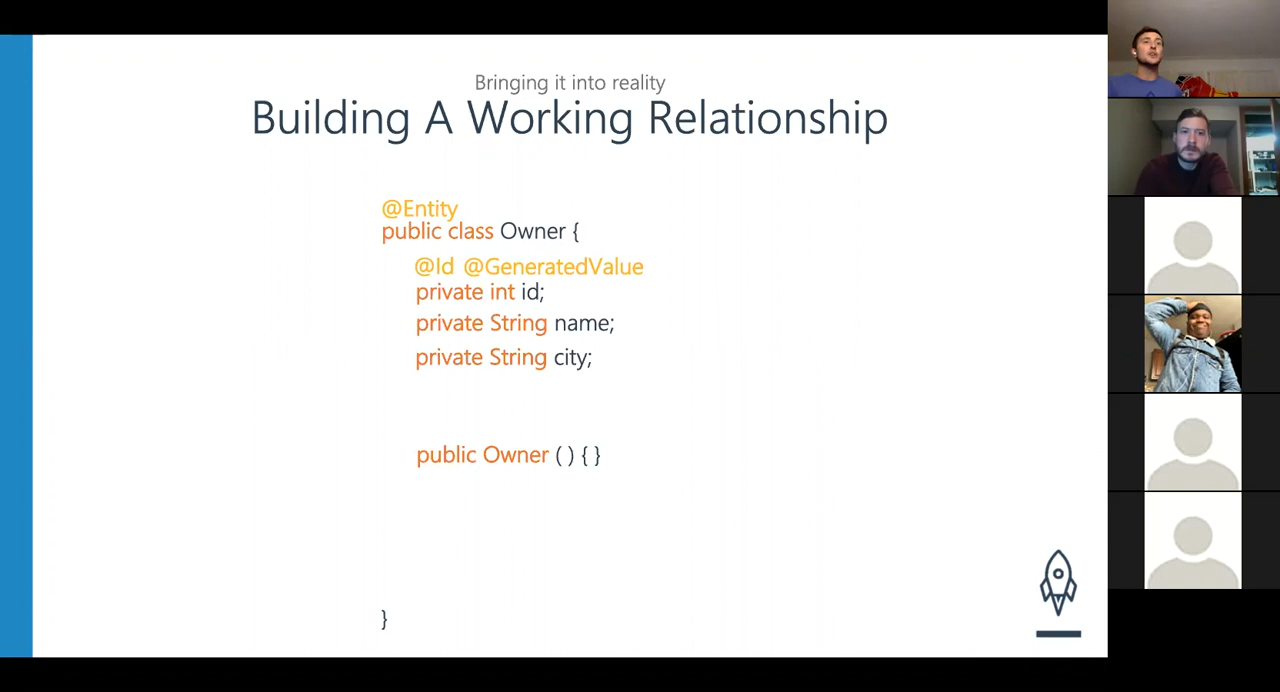 Bringing it into reality
Building A Working Relationship
@Entity
public class Owner {
@Id @GeneratedValue
private int id;
private String name;
private String city;
public Owner ( ) { }
}